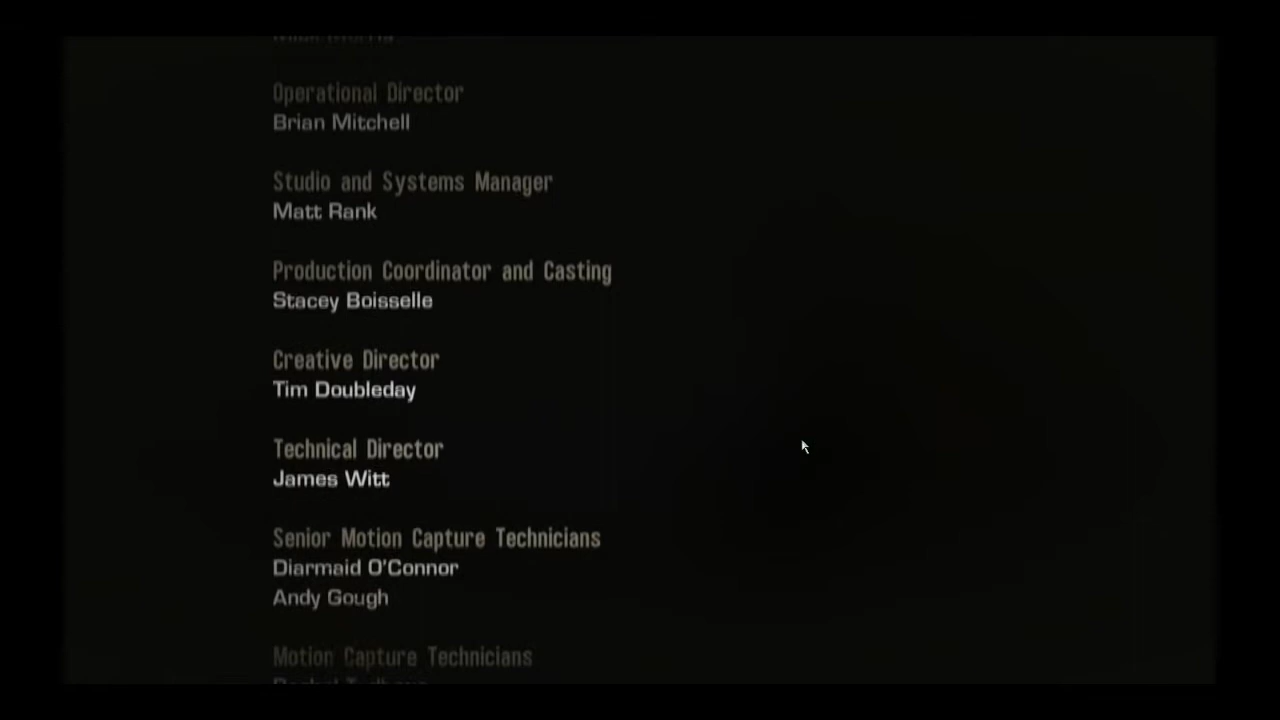 Operational Director
Brian Mitchell
Studio and Systems Manager
Matt Rank
Production Coordinator and Casting
Stacey Boisselle
Creative Director
Tim Doubleday
Technical Director
James Witt
Senior Motion Capture Technicians
Diarmaid O'Connor
Andy Gough
Motion Capture Technicians